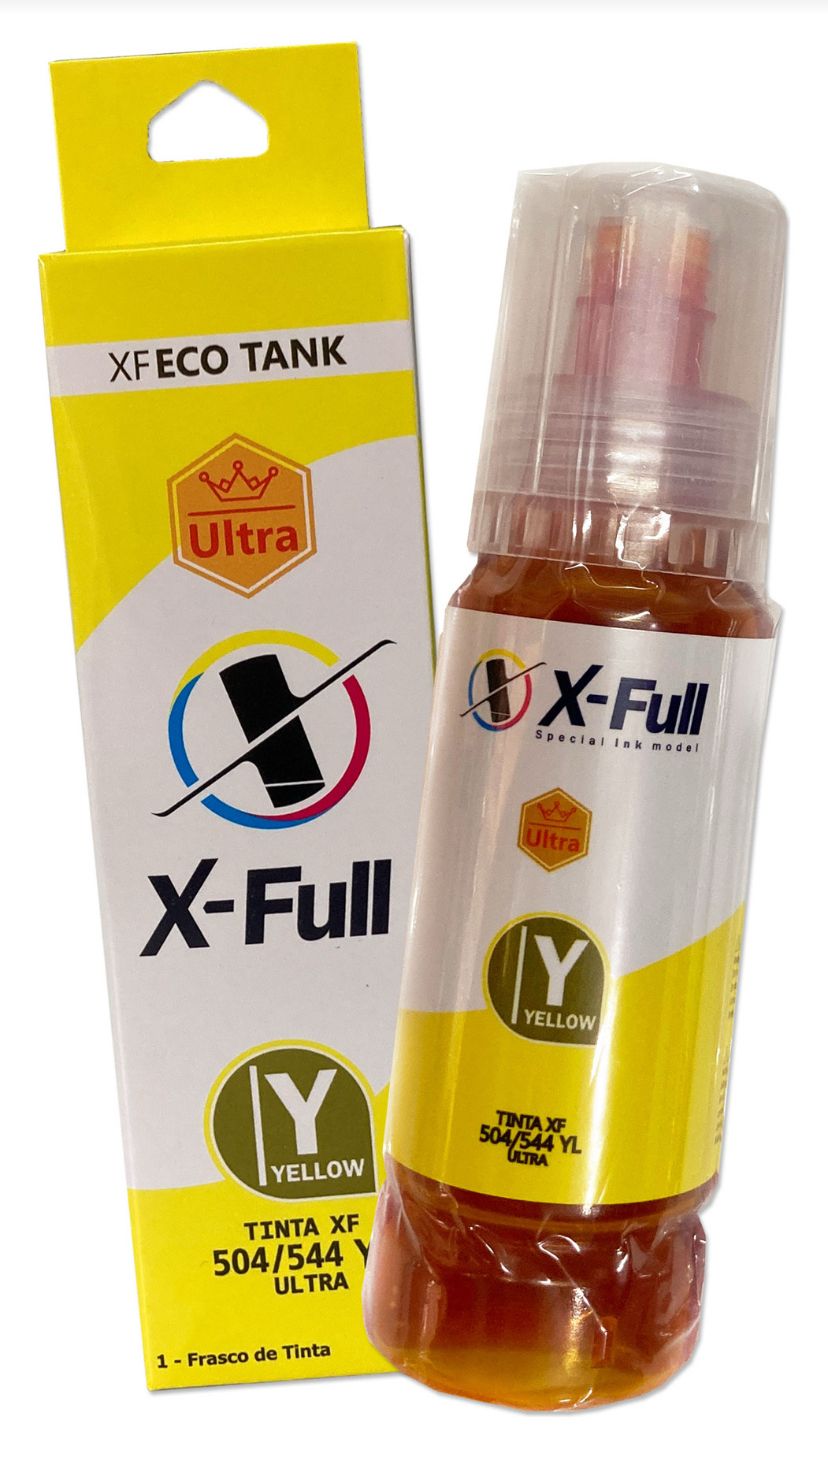 XF ECO TANK
Ultra
X-Full
Y
YELLOW
TINTA XF
504/544 Y
ULTRA
1 - Frasco de Tinta
X-Full
Special Ink model
Ultra
Y
YELLOW
TINTA XF
504/544 YL
ULTRA